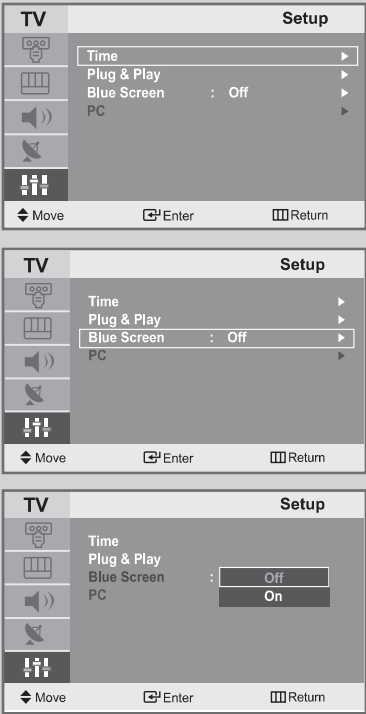 TV Setup
Time
Plug & Play
Blue Screen : Off
PC
Move Enter Return
TV Setup
Time
Plug & Play
Blue Screen : Off
PC
Move Enter Return
TV Setup
Time
Plug & Play
Blue Screen : Off
PC On
Move Enter Return